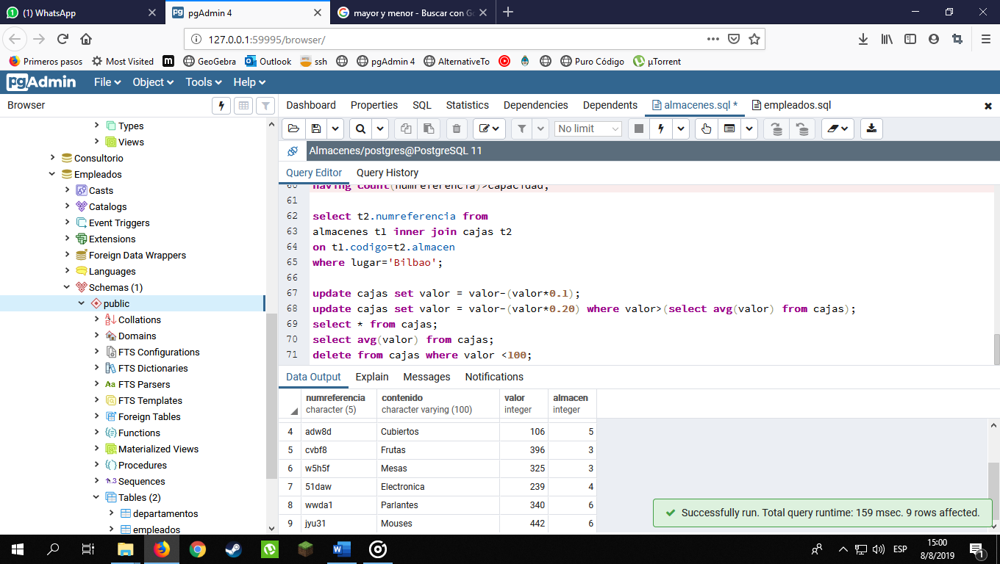 (1) WhatsApp
pgAdmin 4
mayor y menor - Buscar con Go
127.0.0.1:59995/browser/
Primeros pasos
Most Visited
GeoGebra
Outlook
ssh
pgAdmin 4
AlternativeTo
Puro Código
µTorrent
pgAdmin File Object Tools Help
Browser
Dashboard Properties SQL Statistics Dependencies Dependents almacenes.sql * empleados.sql
Types
Views
Consultorio
Empleados
Casts
Catalogs
Event Triggers
Extensions
Foreign Data Wrappers
Languages
Schemas (1)
public
Collations
Domains
FTS Configurations
FTS Dictionaries
Aa FTS Parsers
FTS Templates
Foreign Tables
Functions
Materialized Views
Procedures
1..3 Sequences
Tables (2)
departamentos
empleados
No limit
Almacenes/postgres@PostgreSQL 11
Query Editor Query History
60 having count(numreferencia)>capacidad;
61
62 select t2.numreferencia from
63 almacenes t1 inner join cajas t2
64 on t1.codigo=t2.almacen
65 where lugar='Bilbao';
66
67 update cajas set valor = valor-(valor*0.1);
68 update cajas set valor = valor-(valor*0.20) where valor>(select avg(valor) from cajas);
69 select * from cajas;
70 select avg(valor) from cajas;
71 delete from cajas where valor <100;
Data Output Explain Messages Notifications
numreferencia contenido valor almacen
character (5) character varying (100) integer integer
4 adw8d Cubiertos 106 5
5 cvbf8 Frutas 396 3
6 w5h5f Mesas 325 3
7 51daw Electronica 239 4
8 wwda1 Parlantes 340 6
9 jyu31 Mouses 442 6
Successfully run. Total query runtime: 159 msec. 9 rows affected.
ESP
15:00
8/8/2019
1